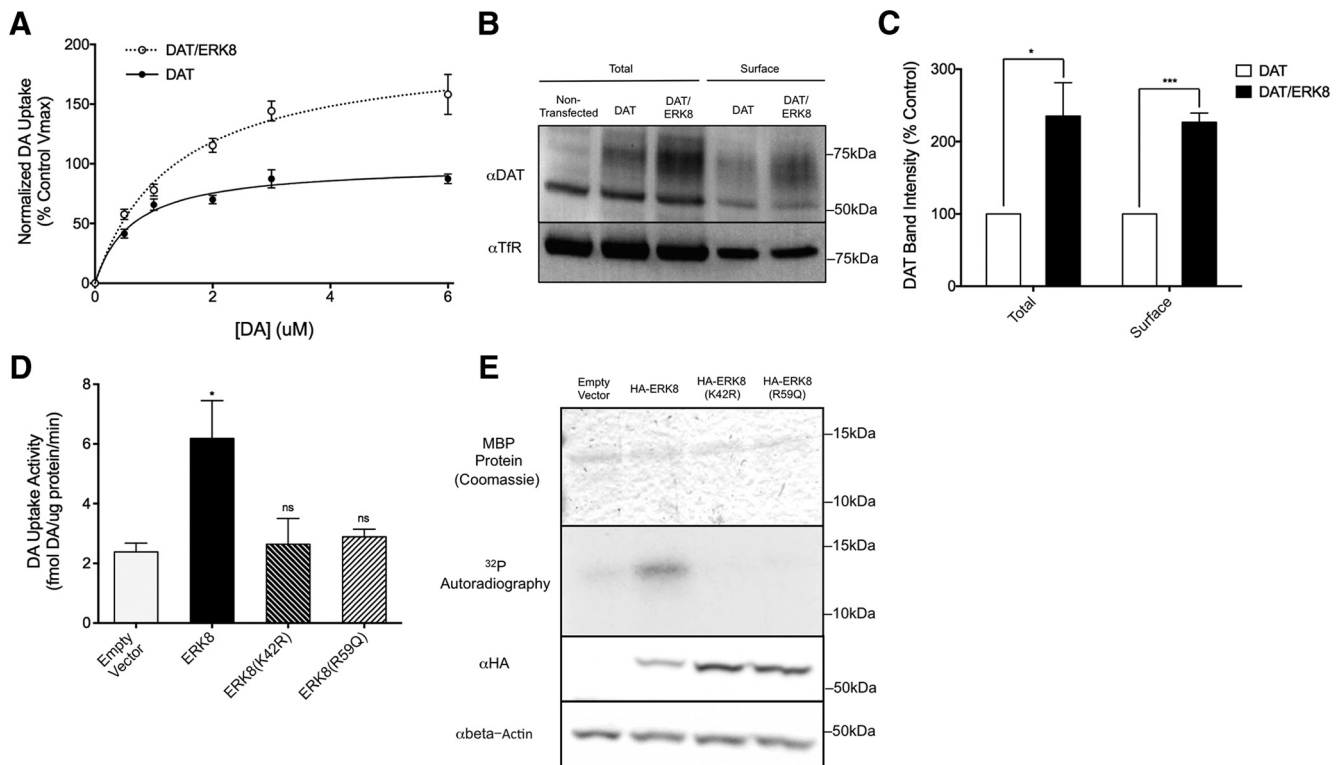 A
Normalized DA Uptake
(% Control Vmax)
200
150
100
50
0
0
2
4
6
[DA] (uM)
DAT/ERK8
DAT
B
Total
Surface
Non-
Transfected
DAT
DAT/
ERK8
DAT
DAT/
ERK8
αDAT
αTfR
–75kDa
–50kDa
–75kDa
C
DAT Band Intensity (% Control)
300
200
100
0
*
***
Total
Surface
DAT
DAT/ERK8
D
DA Uptake Activity
(fmol DA/ug protein/min)
8
6
4
2
0
*
ns
ns
Empty
Vector
ERK8
ERK8(K42R)
ERK8(R59Q)
E
Empty
Vector
HA-ERK8
HA-ERK8
(K42R)
HA-ERK8
(R59Q)
MBP
Protein
(Coomassie)
–15kDa
–10kDa
32P
Autoradiography
–15kDa
–10kDa
αHA
–50kDa
αbeta-Actin
–50kDa